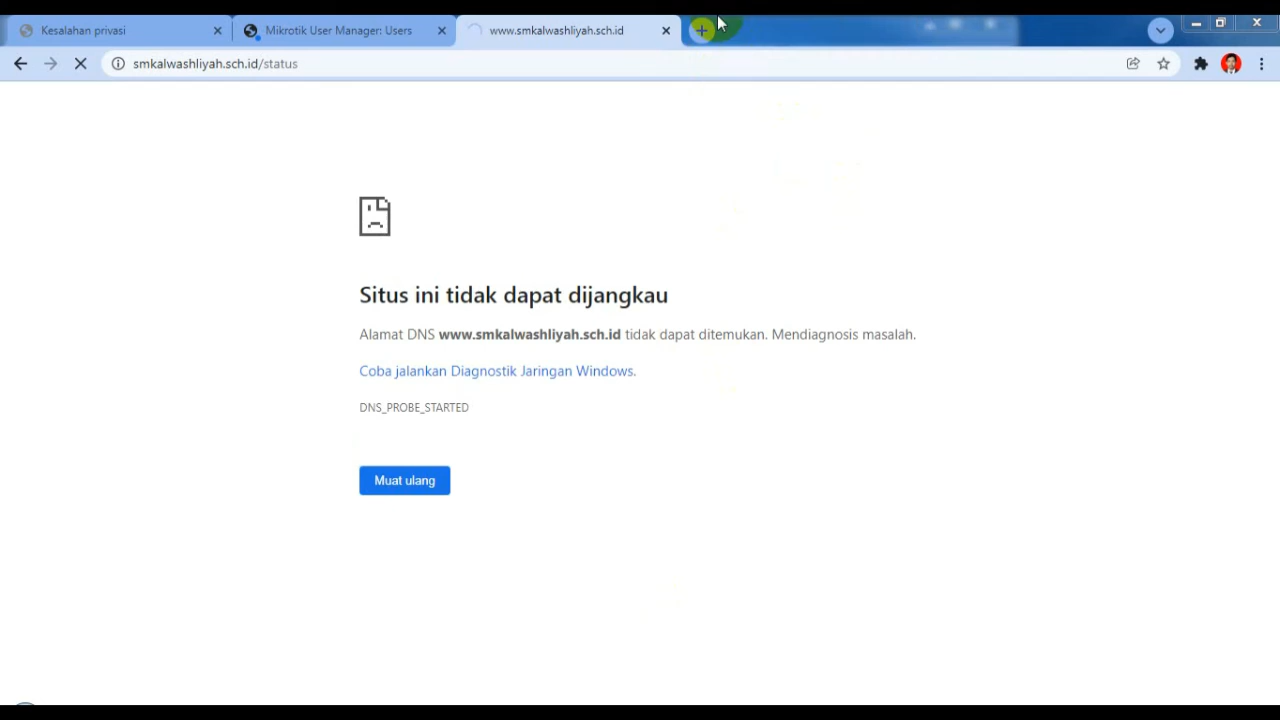 Kesalahan privasi
Mikrotik User Manager: Users
www.smkalwashliyah.sch.id
smkalwashliyah.sch.id/status
Situs ini tidak dapat dijangkau
Alamat DNS www.smkalwashliyah.sch.id tidak dapat ditemukan. Mendiagnosis masalah.
Coba jalankan Diagnostik Jaringan Windows.
DNS_PROBE_STARTED
Muat ulang